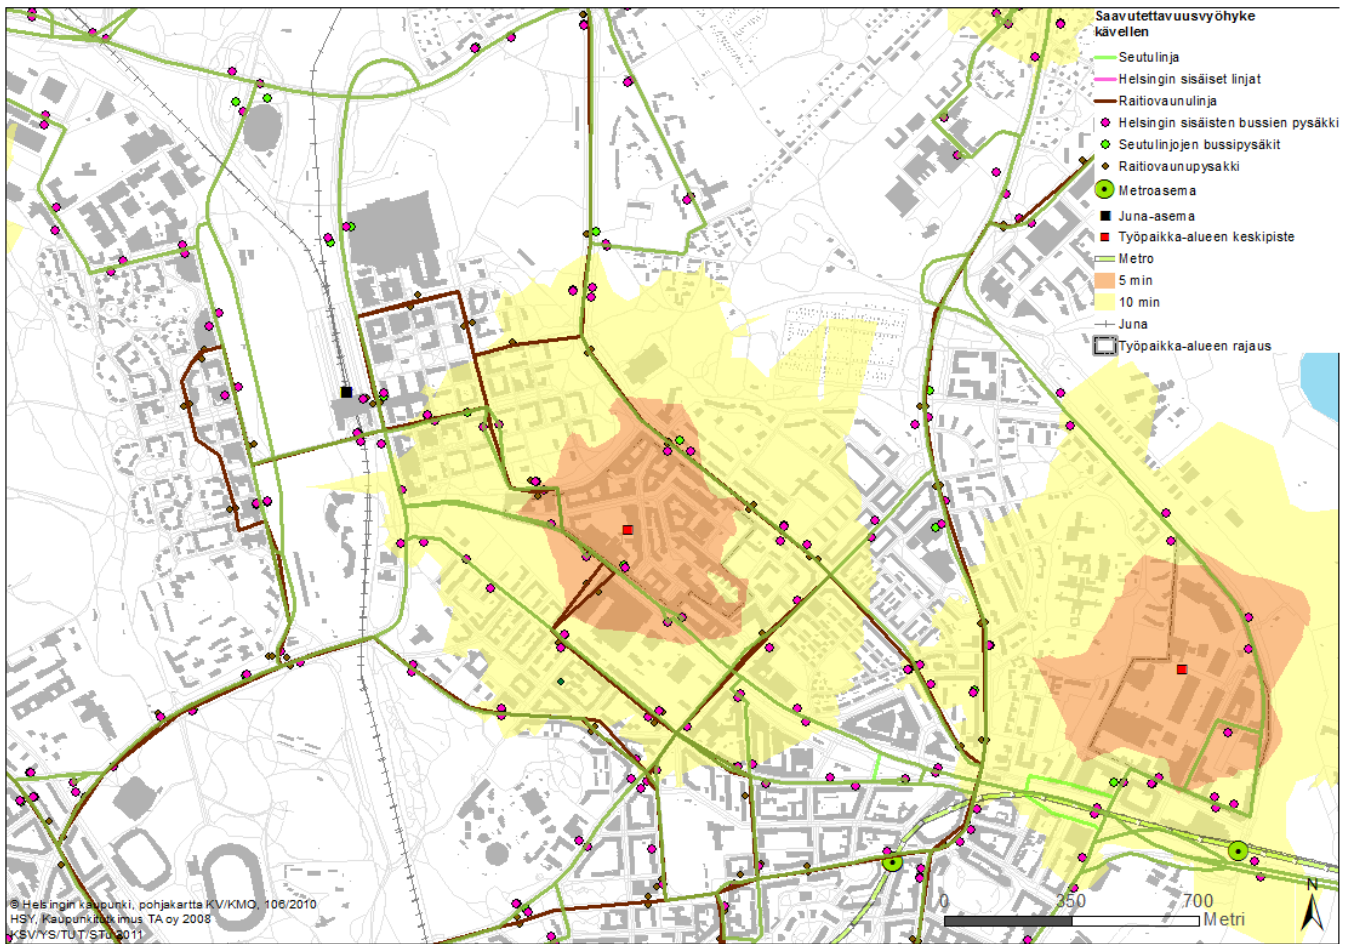 Saavutettavuusvyöhyke
kävellen
Seutulinja
Helsingin sisäiset linjat
Raitiovaunulinja
Helsingin sisäisten bussien pysäkki
Seutulinjojen bussipysäkit
Raitiovaunupysakki
Metroasema
Juna-asema
Työpaikka-alueen keskipiste
Metro
5 min
10 min
Juna
Työpaikka-alueen rajaus
© Helsingin kaupunki, pohjakartta KV/KMO, 106/2010
HSY, Kaupunkitutkimus TA oy 2008
KSV/YS/TUT/STu 2011
0 350 700
Metri
N